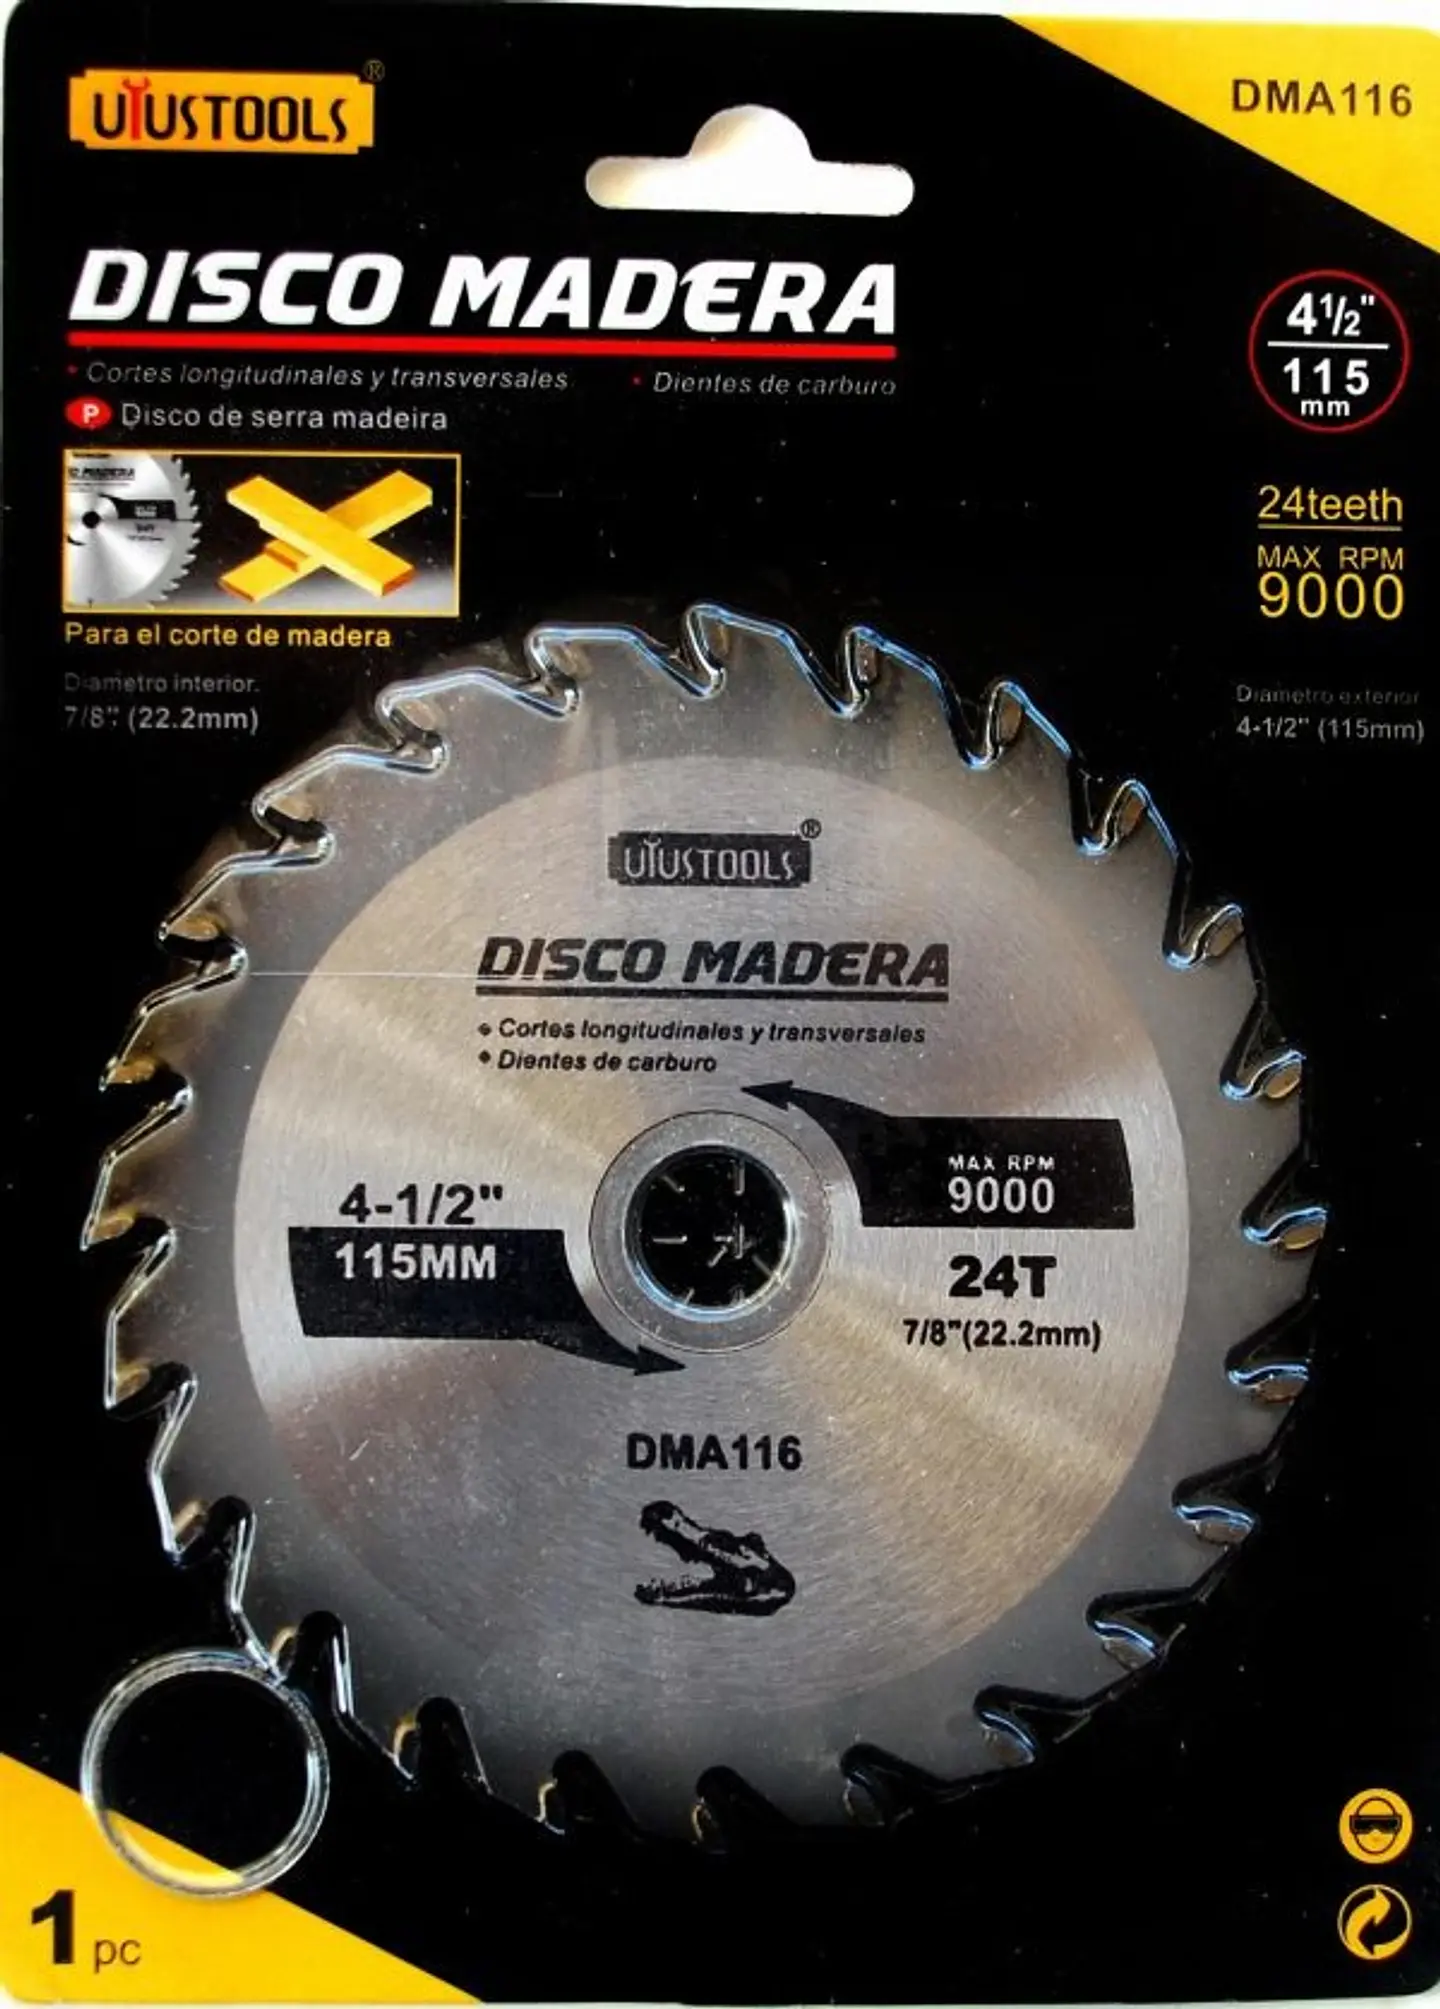 UYUSTOOLS®
DMA116
DISCO MADERA
• Cortes longitudinales y transversales • Dientes de carburo
P Disco de serra madeira
4 1/2"
115
mm
24teeth
MAX RPM
9000
Para el corte de madera
Diametro interior.
7/8" (22.2mm)
Diametro exterior
4-1/2" (115mm)
UYUSTOOLS®
DISCO MADERA
• Cortes longitudinales y transversales
• Dientes de carburo
MAX RPM
9000
4-1/2"
115MM
24T
7/8"(22.2mm)
DMA116
1 pc